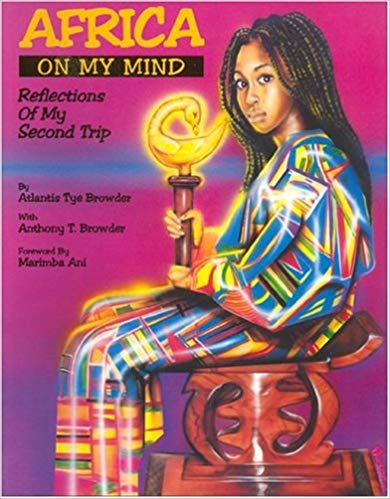 AFRICA
ON MY MIND
Reflections
Of My
Second Trip
By
Atlantis Tye Browder
With
Anthony T. Browder
Foreword By
Marimba Ani